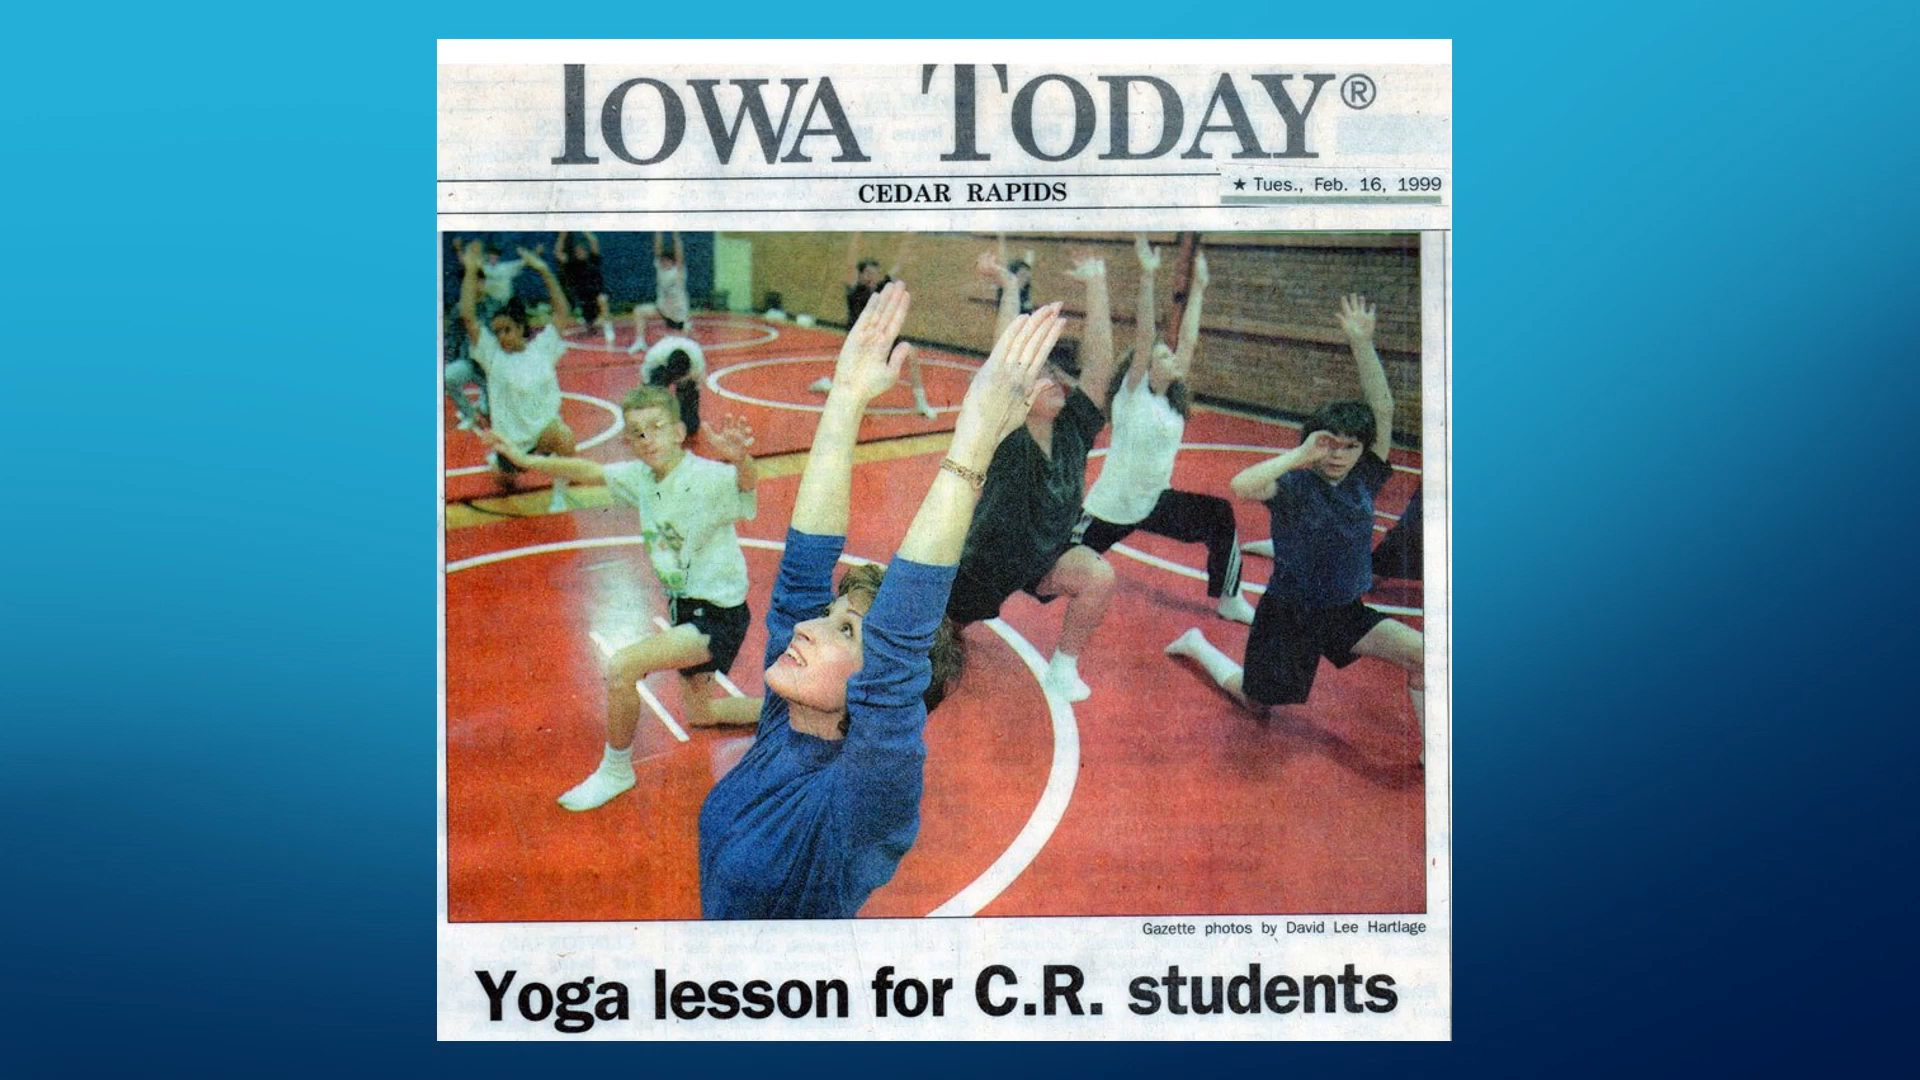 IOWA TODAY®
CEDAR RAPIDS
★ Tues., Feb. 16, 1999
Gazette photos by David Lee Hartlage
Yoga lesson for C.R. students